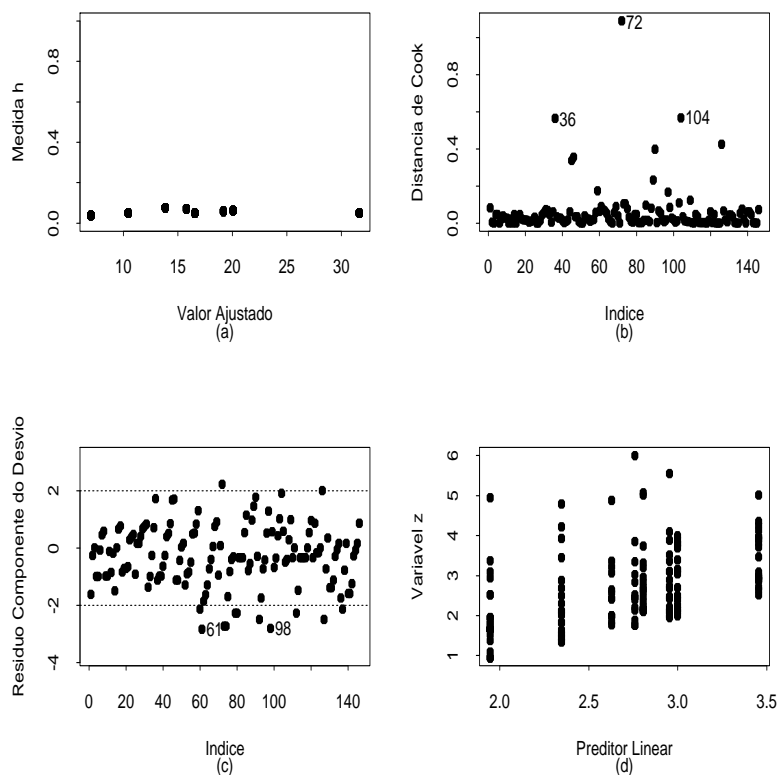 Medida h
0.0 0.4 0.8
10 15 20 25 30
Valor Ajustado
(a)
Distancia de Cook
0.0 0.4 0.8
72
36
104
0 20 40 60 80 100 140
Indice
(b)
Residuo Componente do Desvio
-4 -2 0 2
61
98
0 20 40 60 80 100 140
Indice
(c)
Variavel z
1 2 3 4 5 6
2.0 2.5 3.0 3.5
Preditor Linear
(d)